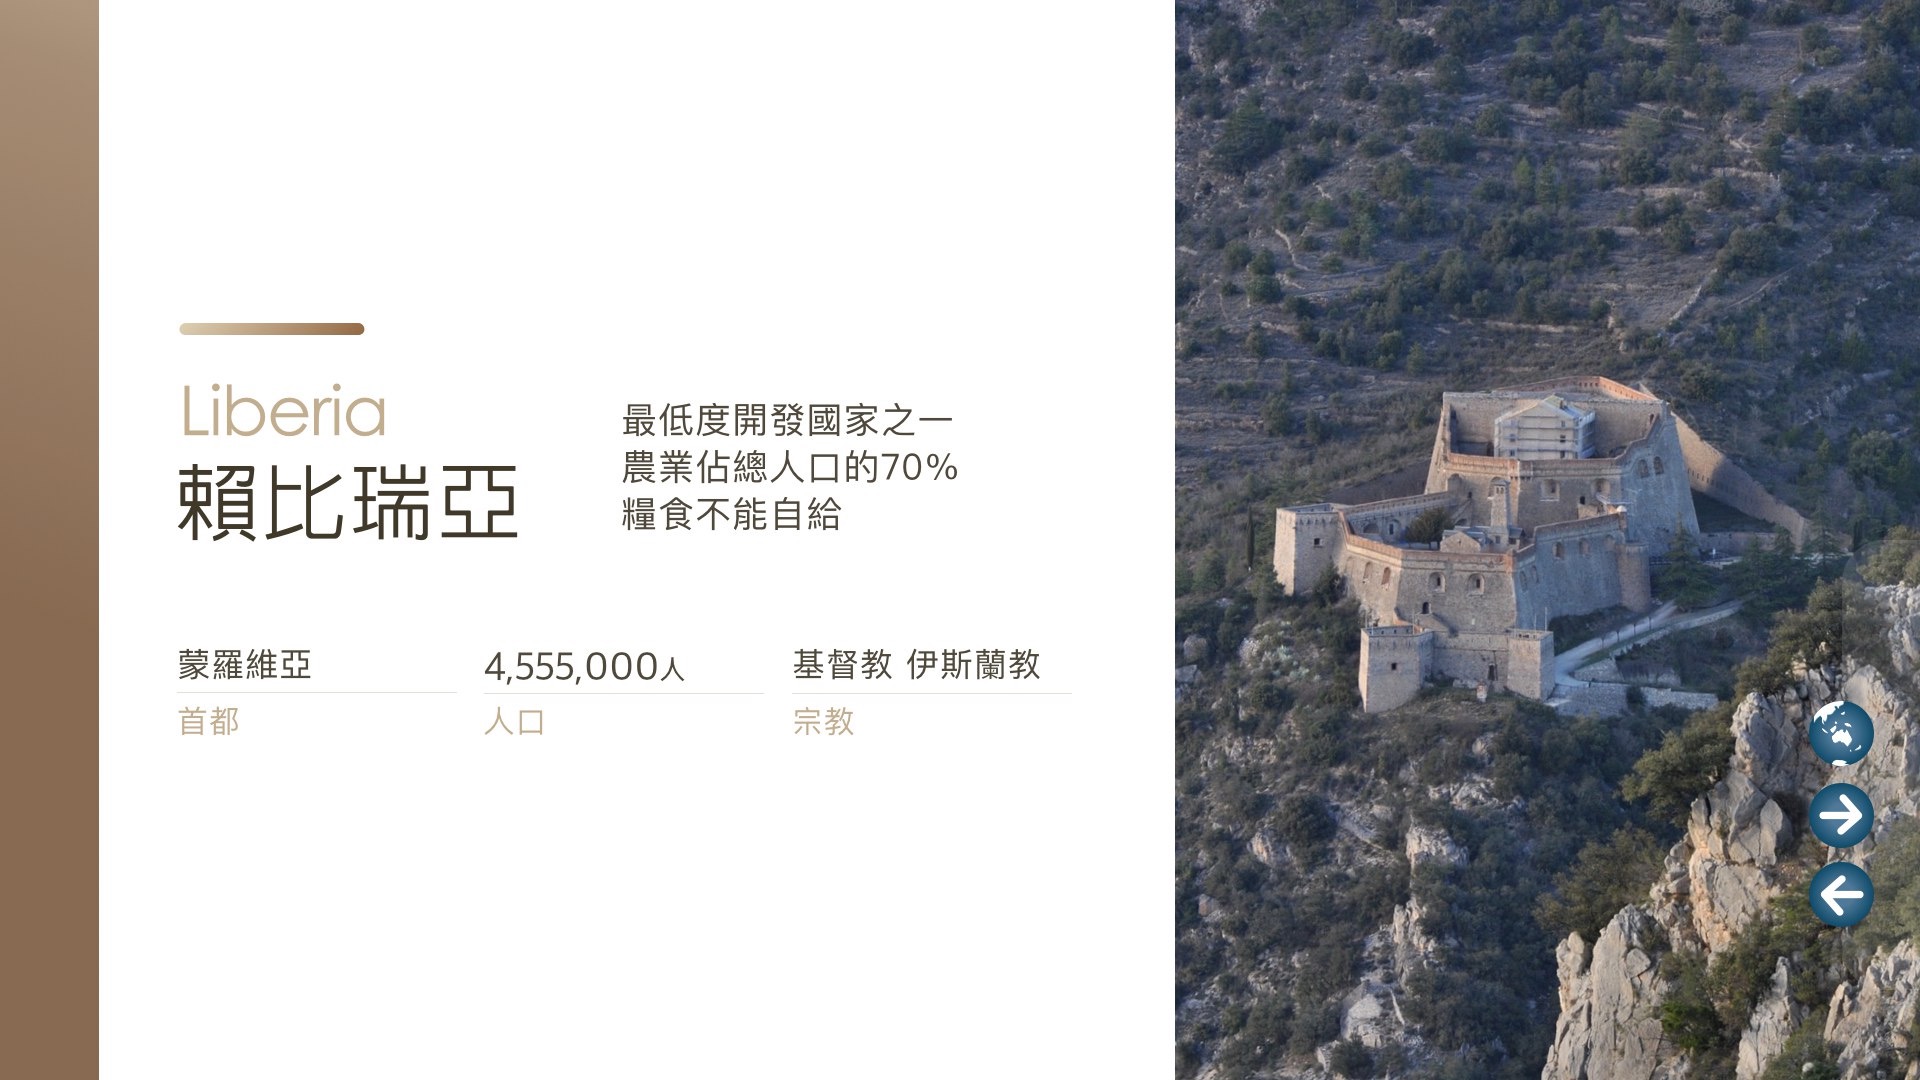 Liberia
賴比瑞亞
最低度開發國家之一
農業佔總人口的70%
糧食不能自給
蒙羅維亞
首都
4,555,000人
人口
基督教 伊斯蘭教
宗教